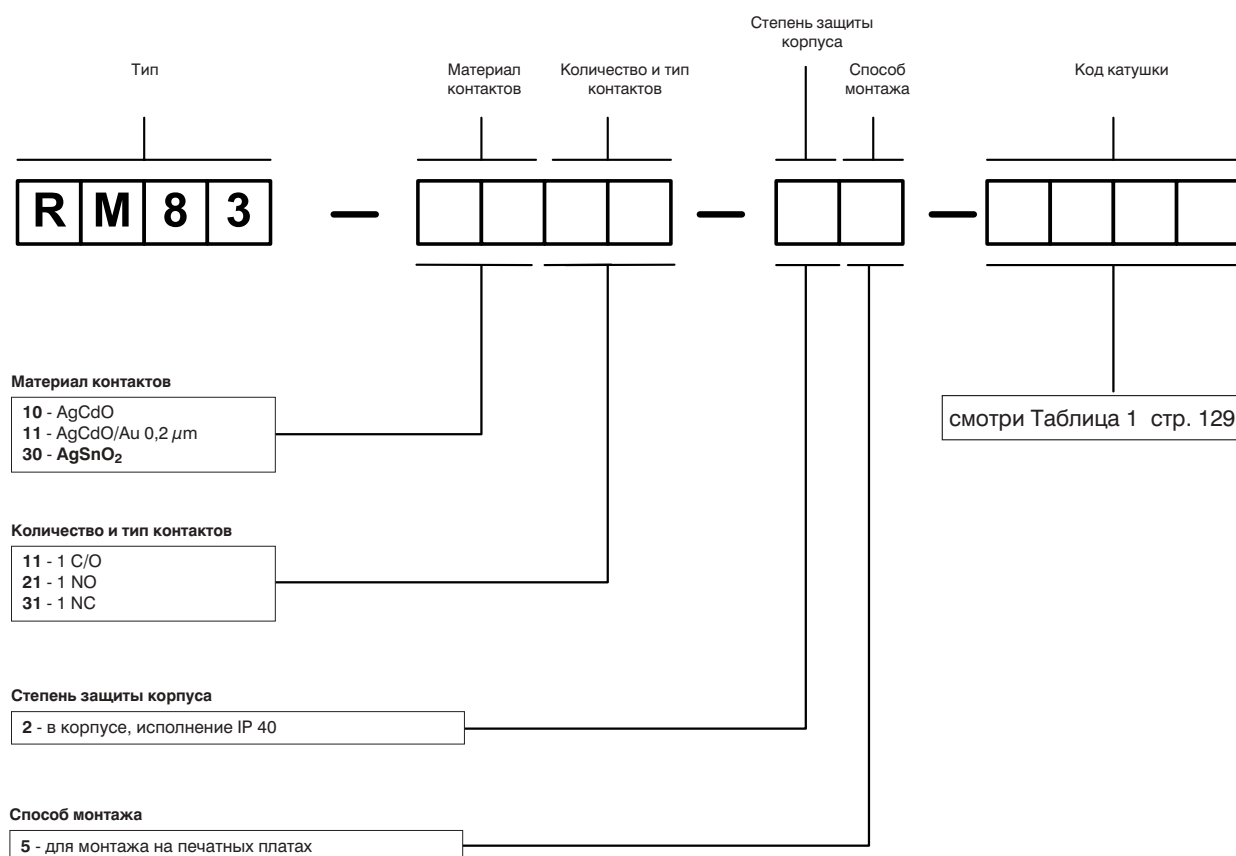 Степень защиты
корпуса
Тип
Материал
контактов
Количество и тип
контактов
Способ
монтажа
Код катушки
RM83 – – –
Материал контактов
10 - AgCdO
11 - AgCdO/Au 0,2 µm
30 - AgSnO₂
смотри Таблица 1 стр. 129
Количество и тип контактов
11 - 1 C/O
21 - 1 NO
31 - 1 NC
Степень защиты корпуса
2 - в корпусе, исполнение IP 40
Способ монтажа
5 - для монтажа на печатных платах